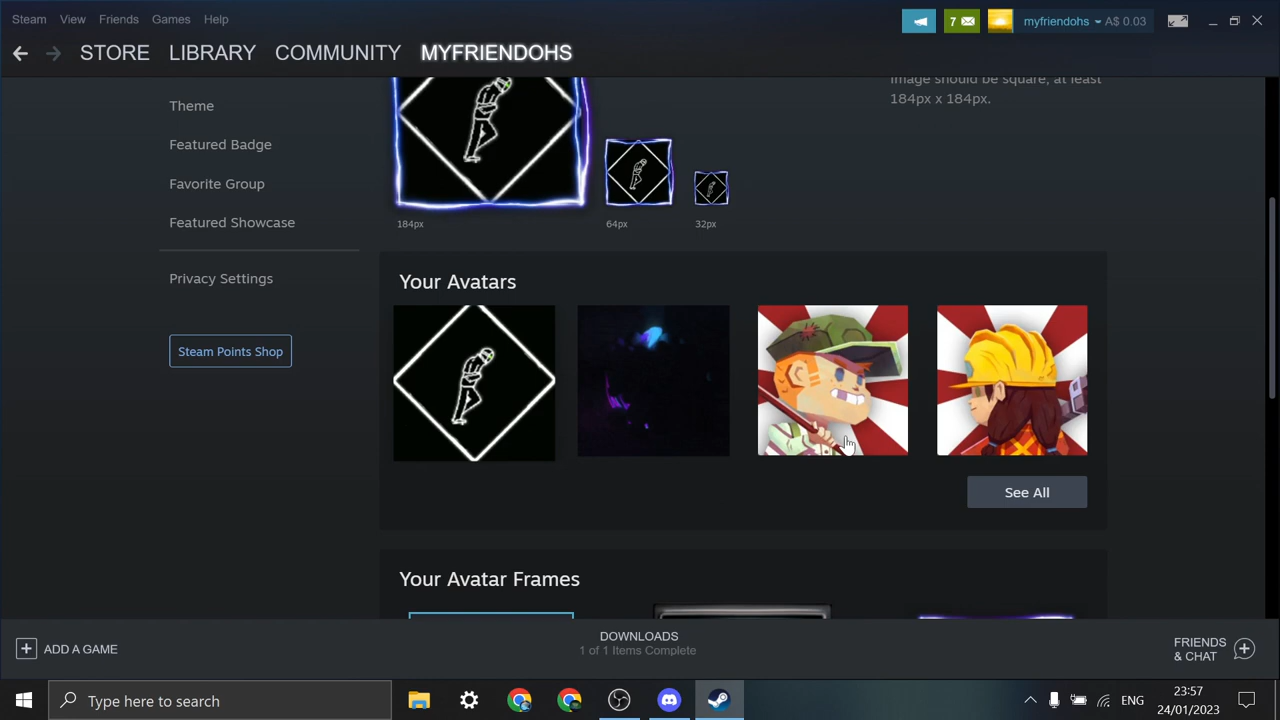 Steam View Friends Games Help
7 myfriendohs A$ 0.03
STORE LIBRARY COMMUNITY MYFRIENDOHS
Image should be square, at least
184px x 184px.
Theme
Featured Badge
Favorite Group
Featured Showcase
Privacy Settings
Steam Points Shop
184px 64px 32px
Your Avatars
See All
Your Avatar Frames
ADD A GAME
DOWNLOADS
1 of 1 Items Complete
FRIENDS
& CHAT
Type here to search
ENG
23:57
24/01/2023